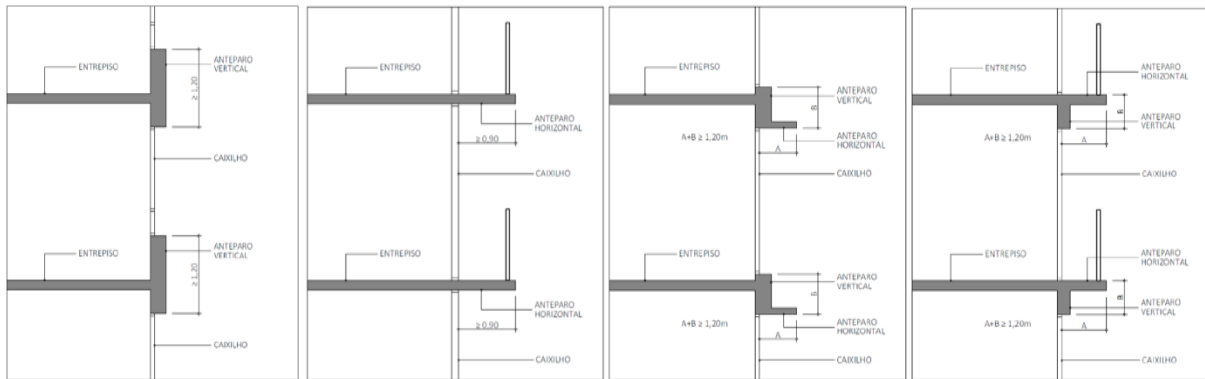 ENTREPISO
ANTEPARO
VERTICAL
≥ 1,20
CAIXILHO
ENTREPISO
ANTEPARO
VERTICAL
≥ 1,20
CAIXILHO
ENTREPISO
ANTEPARO
HORIZONTAL
≥ 0,90
CAIXILHO
ENTREPISO
ANTEPARO
HORIZONTAL
≥ 0,90
CAIXILHO
ENTREPISO
ANTEPARO
VERTICAL
B
A+B ≥ 1,20m
ANTEPARO
HORIZONTAL
A
CAIXILHO
ENTREPISO
ANTEPARO
VERTICAL
B
A+B ≥ 1,20m
ANTEPARO
HORIZONTAL
A
CAIXILHO
ENTREPISO
ANTEPARO
HORIZONTAL
B
ANTEPARO
VERTICAL
A+B ≥ 1,20m
A
CAIXILHO
ENTREPISO
ANTEPARO
HORIZONTAL
B
ANTEPARO
VERTICAL
A+B ≥ 1,20m
A
CAIXILHO